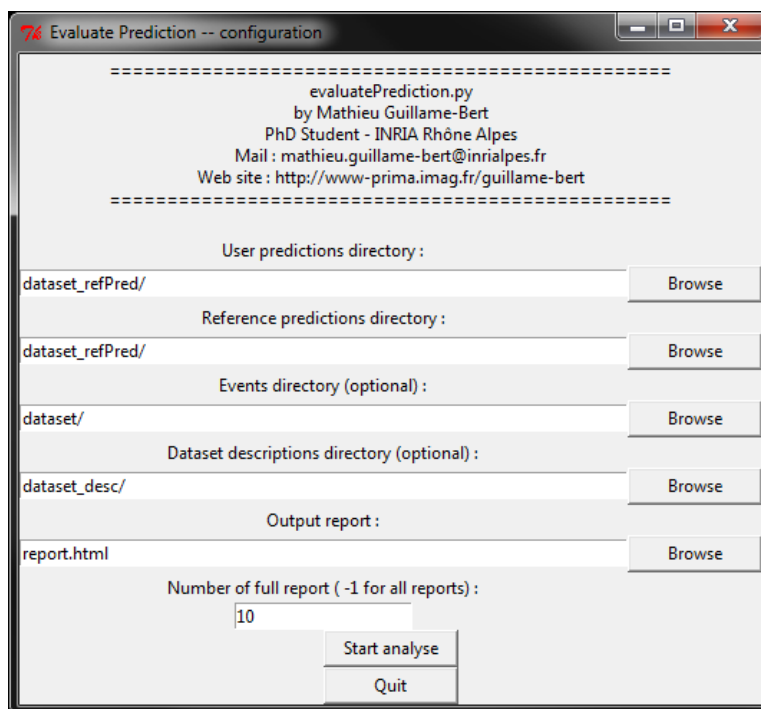 Evaluate Prediction -- configuration
=================================================
evaluatePrediction.py
by Mathieu Guillame-Bert
PhD Student - INRIA Rhône Alpes
Mail : mathieu.guillame-bert@inrialpes.fr
Web site : http://www-prima.imag.fr/guillame-bert
=================================================
User predictions directory :
dataset_refPred/ Browse
Reference predictions directory :
dataset_refPred/ Browse
Events directory (optional) :
dataset/ Browse
Dataset descriptions directory (optional) :
dataset_desc/ Browse
Output report :
report.html Browse
Number of full report ( -1 for all reports) :
10
Start analyse
Quit